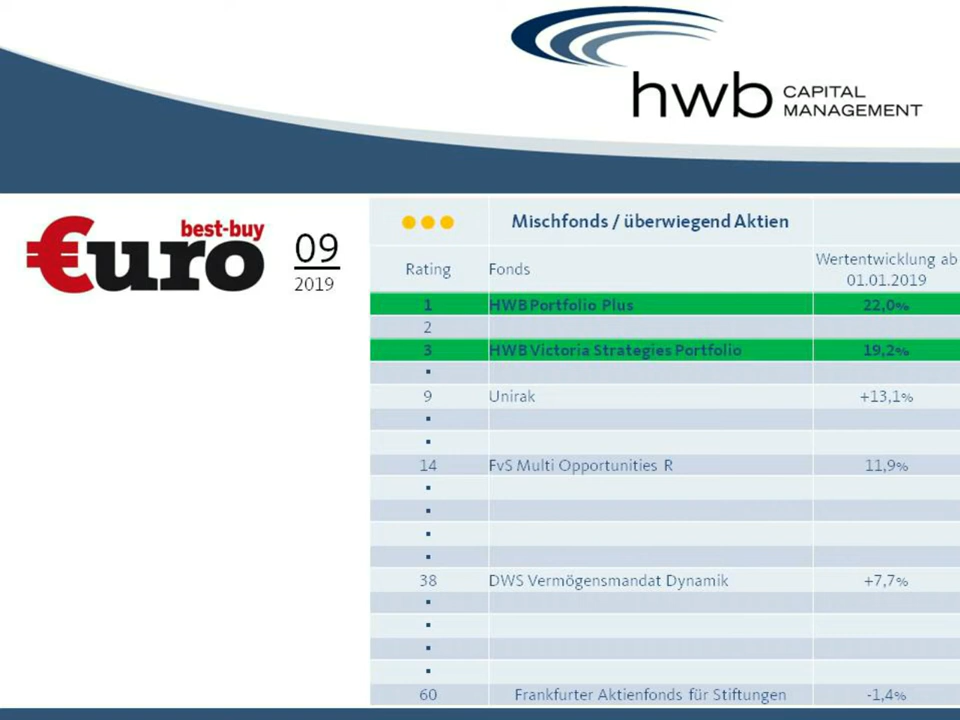 hwb CAPITAL
MANAGEMENT
best-buy
€uro
09
2019
Mischfonds / überwiegend Aktien
Rating Fonds Wertentwicklung ab
01.01.2019
1 HWB Portfolio Plus 22,0%
2
3 HWB Victoria Strategies Portfolio 19,2%
9 Unirak +13,1%
14 FvS Multi Opportunities R 11,9%
38 DWS Vermögensmandat Dynamik +7,7%
60 Frankfurter Aktienfonds für Stiftungen -1,4%